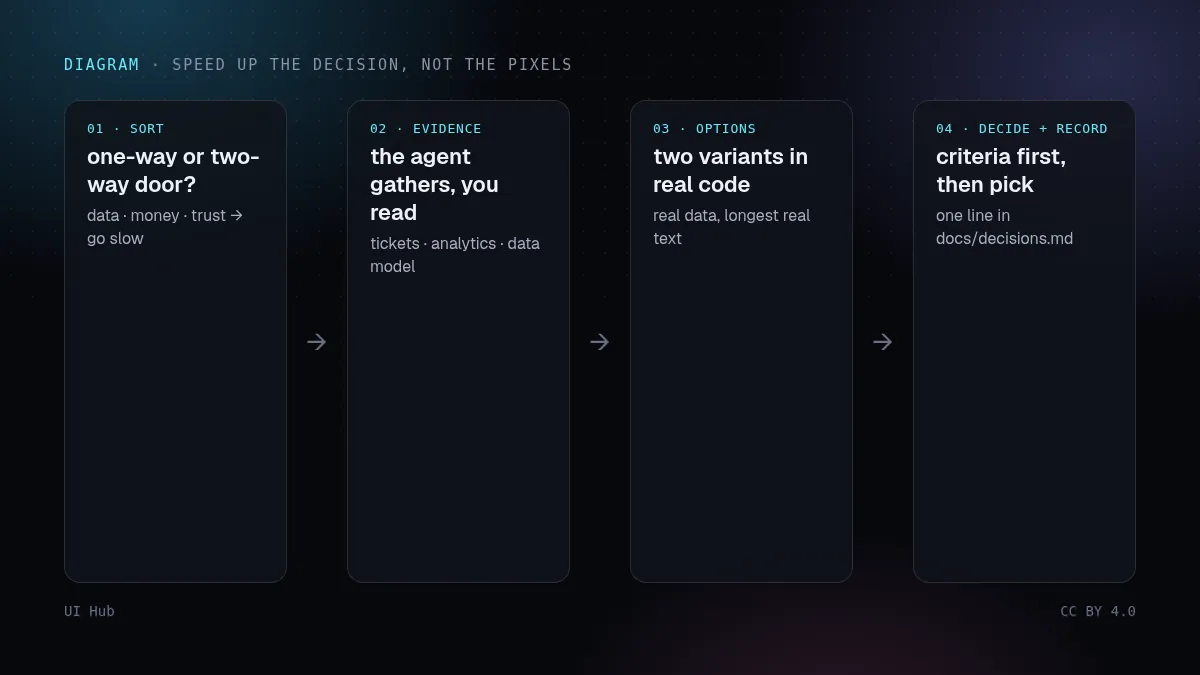 DIAGRAM · SPEED UP THE DECISION, NOT THE PIXELS
01 · SORT
one-way or two-
way door?
data · money · trust →
go slow
→
02 · EVIDENCE
the agent
gathers, you
read
tickets · analytics · data
model
→
03 · OPTIONS
two variants in
real code
real data, longest real
text
→
04 · DECIDE + RECORD
criteria first,
then pick
one line in
docs/decisions.md
UI Hub
CC BY 4.0